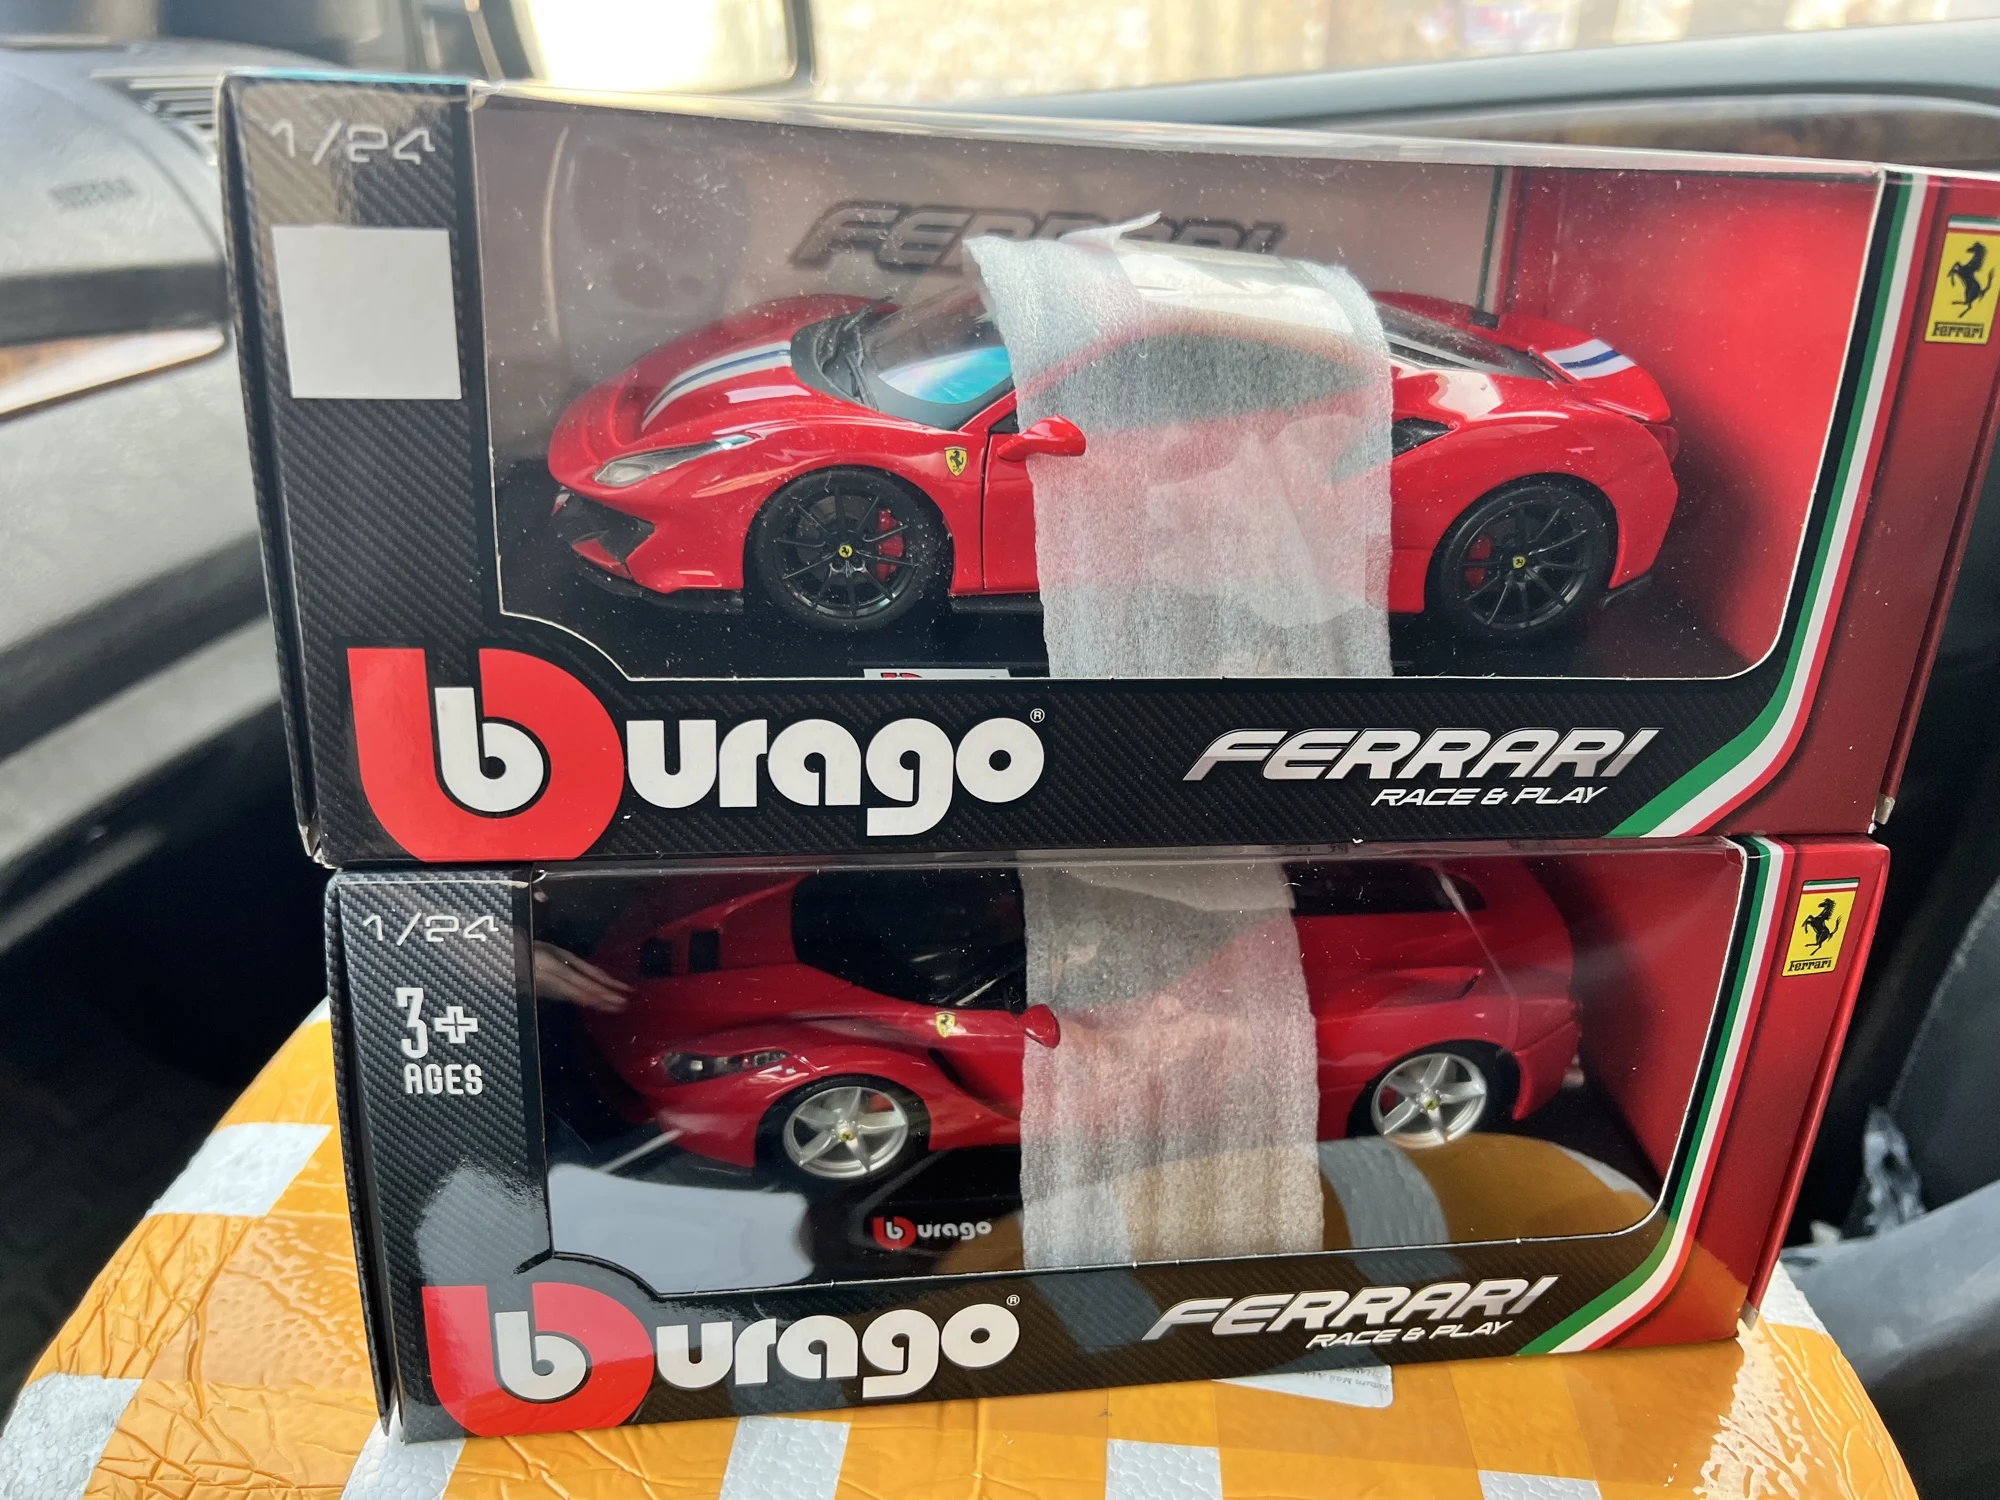 1/24
FERRARI
Ferrari
burago®
FERRARI
RACE & PLAY
1/24
3+
AGES
Ferrari
burago
burago®
FERRARI
RACE & PLAY